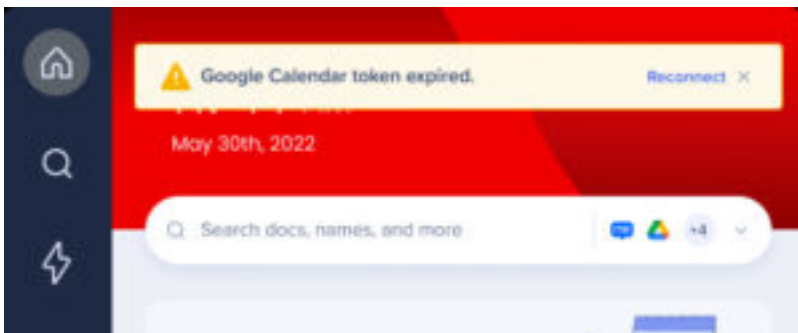 Google Calendar token expired.
Reconnect
May 30th, 2022
Search docs, names, and more
+4